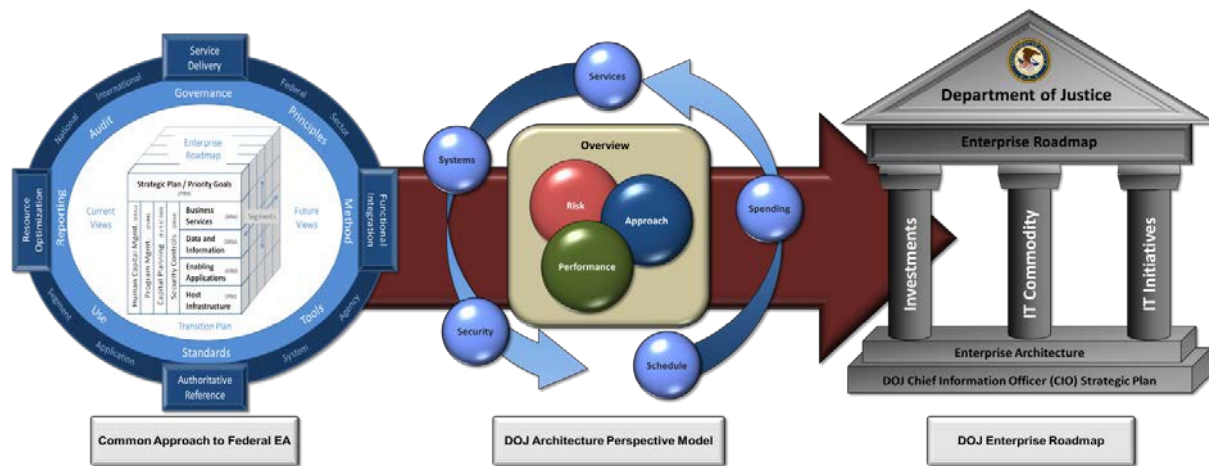 Service
Delivery
International
Federal
National
Sector
Governance
Audit
Principles
Enterprise
Roadmap
Strategic Plan / Priority Goals
Resource
Optimization
Reporting
Current
Views
Human Capital Mgmt.
Program Mgmt.
Capital Planning
Security Controls
Business
Services
Data and
Information
Enabling
Applications
Host
Infrastructure
Segments
Future
Views
Method
Functional
Integration
Use
Transition Plan
Tools
Segment
Agency
Standards
Application
System
Authoritative
Reference
Common Approach to Federal EA
Services
Systems
Overview
Risk
Approach
Performance
Spending
Security
Schedule
DOJ Architecture Perspective Model
Department of Justice
Enterprise Roadmap
Investments
IT Commodity
IT Initiatives
Enterprise Architecture
DOJ Chief Information Officer (CIO) Strategic Plan
DOJ Enterprise Roadmap